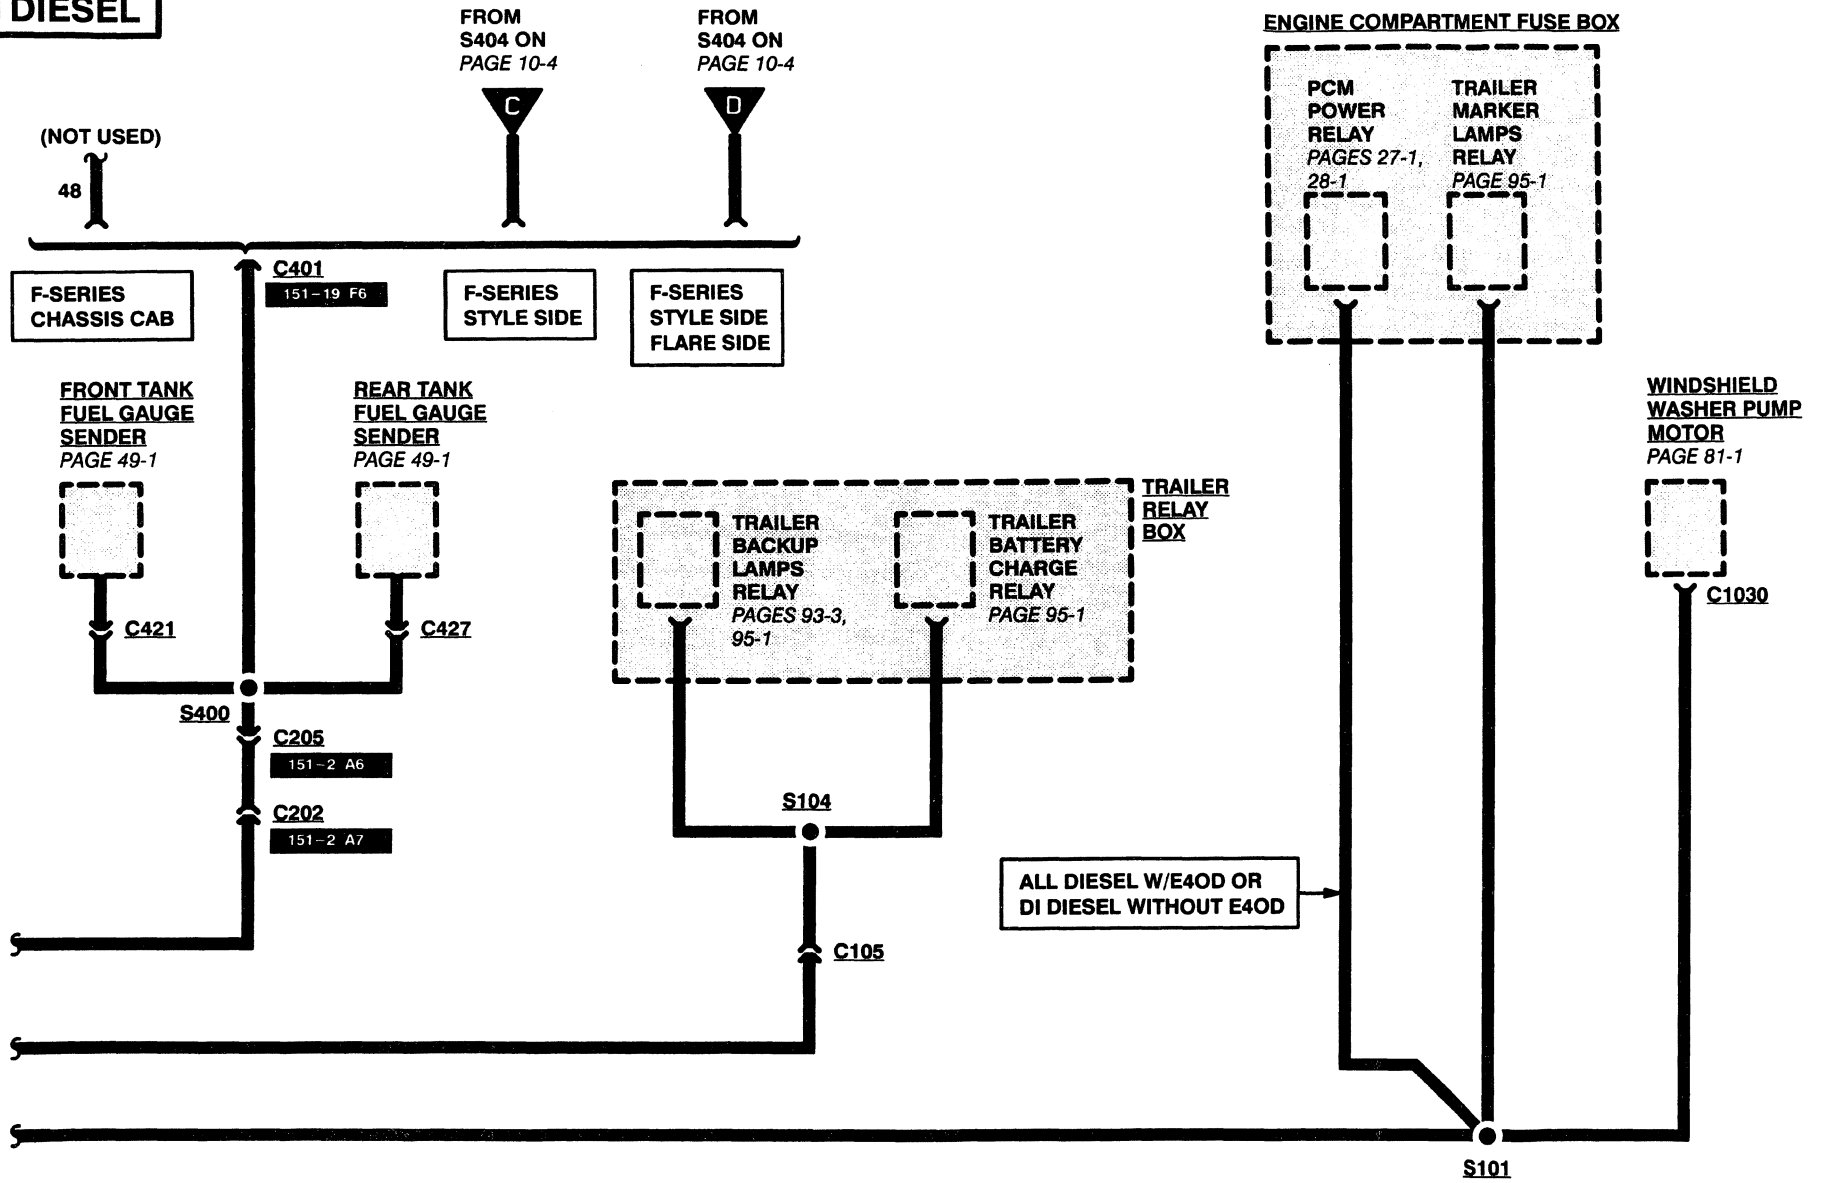 DIESEL
FROM
S404 ON
PAGE 10-4
C
FROM
S404 ON
PAGE 10-4
D
(NOT USED)
48
C401
151-19 F6
F-SERIES
CHASSIS CAB
F-SERIES
STYLE SIDE
F-SERIES
STYLE SIDE
FLARE SIDE
FRONT TANK
FUEL GAUGE
SENDER
PAGE 49-1
REAR TANK
FUEL GAUGE
SENDER
PAGE 49-1
C421
C427
S400
C205
151-2 A6
C202
151-2 A7
TRAILER
RELAY
BOX
TRAILER
BACKUP
LAMPS
RELAY
PAGES 93-3,
95-1
TRAILER
BATTERY
CHARGE
RELAY
PAGE 95-1
S104
C105
ENGINE COMPARTMENT FUSE BOX
PCM
POWER
RELAY
PAGES 27-1,
28-1
TRAILER
MARKER
LAMPS
RELAY
PAGE 95-1
WINDSHIELD
WASHER PUMP
MOTOR
PAGE 81-1
C1030
ALL DIESEL W/E4OD OR
DI DIESEL WITHOUT E4OD
S101